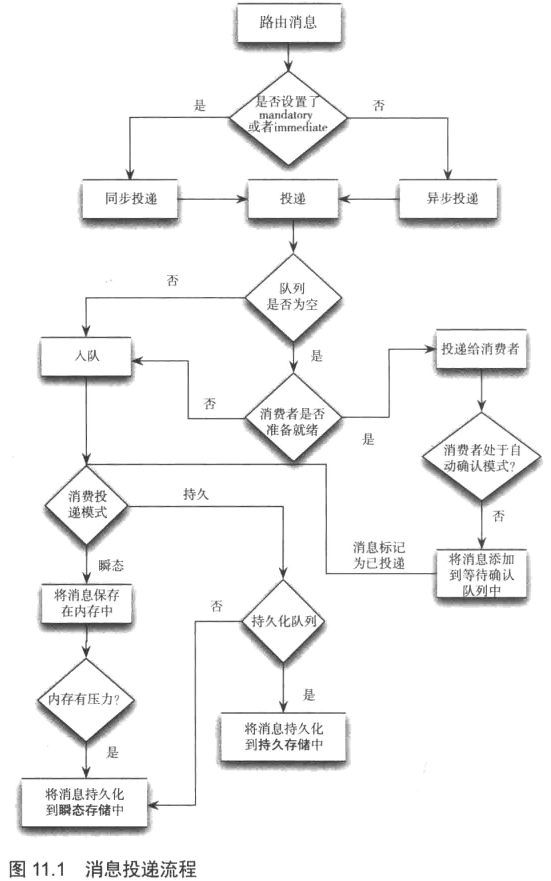 路由消息
是否设置了
mandatory
或者immediate
是
否
同步投递
投递
异步投递
队列
是否为空
否
是
入队
投递给消费者
消费者是否
准备就绪
否
是
消费者处于自
动确认模式?
否
消费投
递模式
持久
瞬态
消息标记
为已投递
将消息添加
到等待确认
队列中
将消息保存
在内存中
否
持久化队列
是
内存有压力?
是
将消息持久化
到持久存储中
将消息持久化
到瞬态存储中
图 11.1 消息投递流程